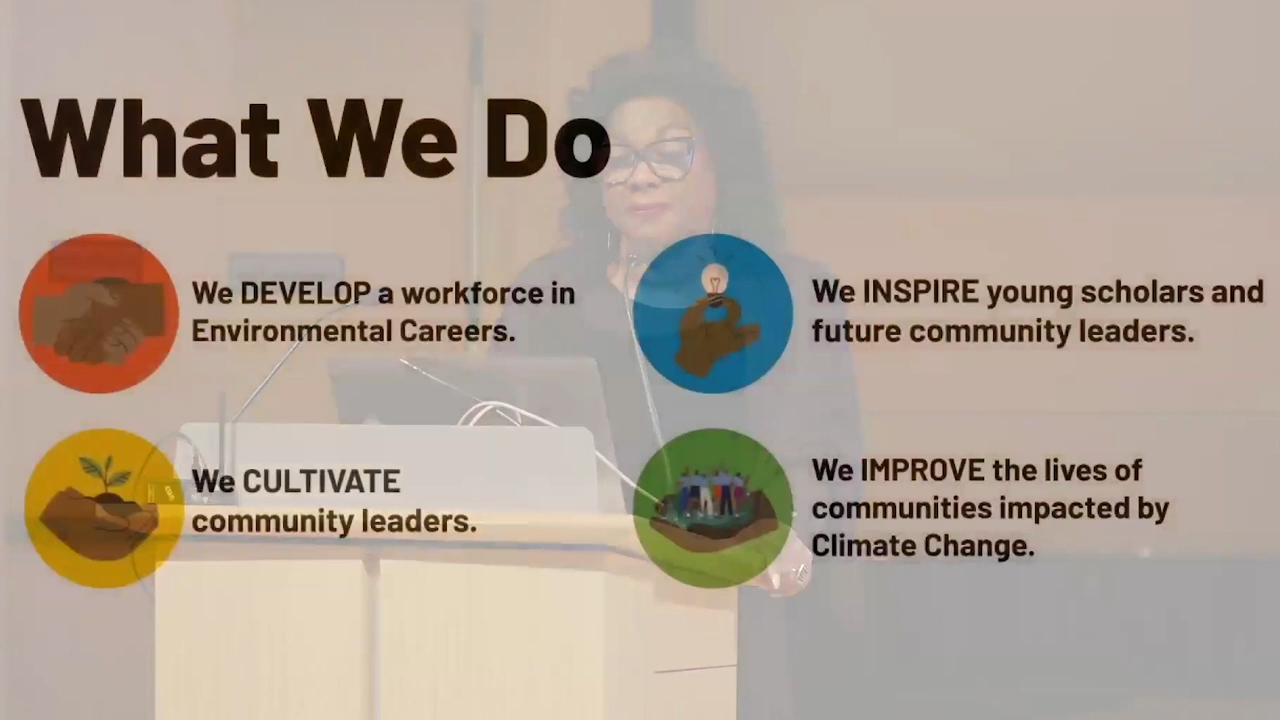 What We Do
We DEVELOP a workforce in
Environmental Careers.
We INSPIRE young scholars and
future community leaders.
We CULTIVATE
community leaders.
We IMPROVE the lives of
communities impacted by
Climate Change.